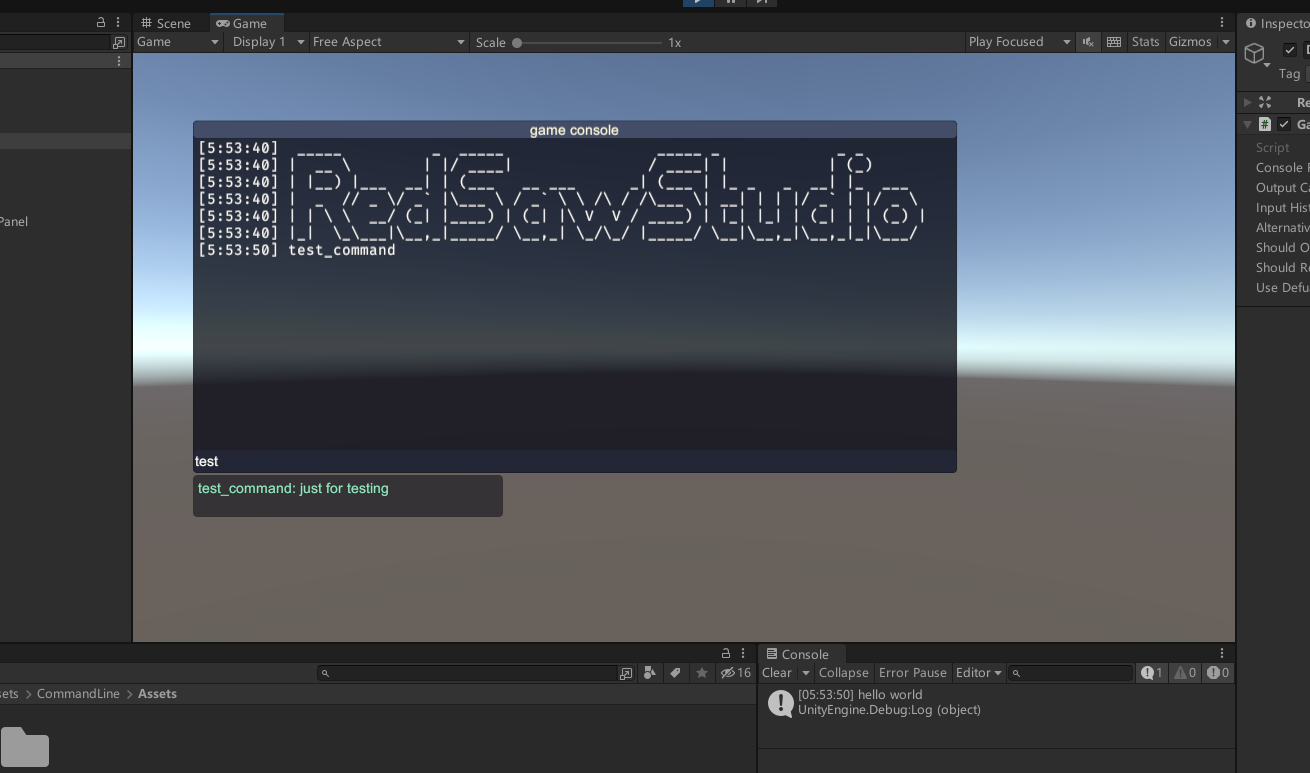 Scene
Game
Inspecto
Game
Display 1
Free Aspect
Scale
1x
Play Focused
Stats
Gizmos
Tag
Re
Ga
Script
Console P
Output Ca
Input Hist
Alternativ
Should O
Should Re
Use Defu
Panel
game console
[5:53:40]
[5:53:40]
[5:53:40]
[5:53:40]
[5:53:40]
[5:53:40]
RedSawStudio
[5:53:50] test_command
test
test_command: just for testing
16
sets > CommandLine > Assets
Console
Clear
Collapse
Error Pause
Editor
1
0
0
[05:53:50] hello world
UnityEngine.Debug:Log (object)